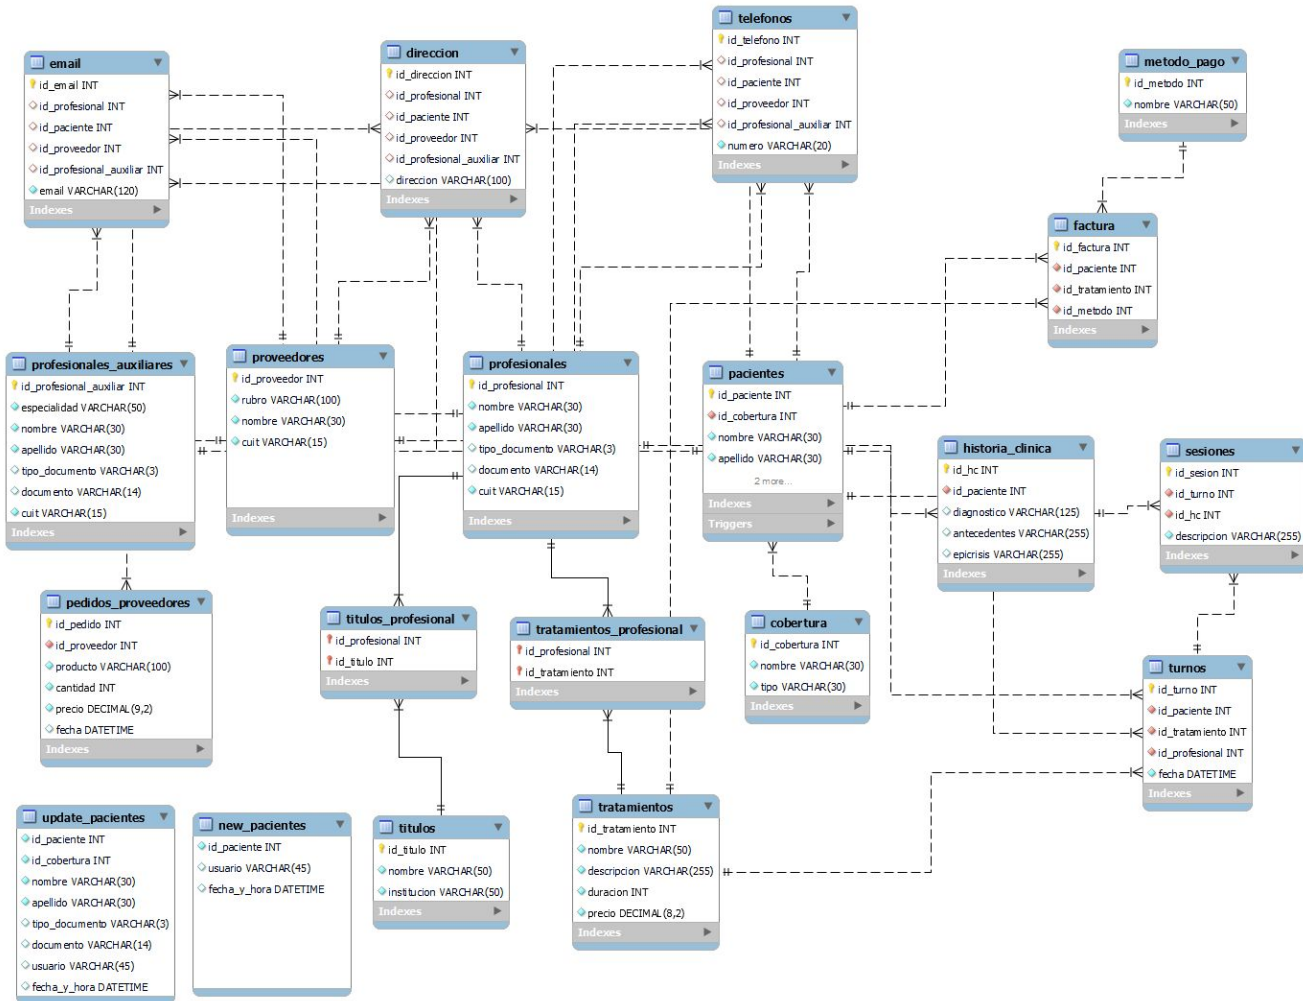 email
id_email INT
id_profesional INT
id_paciente INT
id_proveedor INT
id_profesional_auxiliar INT
email VARCHAR(120)
Indexes
direccion
id_direccion INT
id_profesional INT
id_paciente INT
id_proveedor INT
id_profesional_auxiliar INT
direccion VARCHAR(100)
Indexes
telefonos
id_telefono INT
id_profesional INT
id_paciente INT
id_proveedor INT
id_profesional_auxiliar INT
numero VARCHAR(20)
Indexes
metodo_pago
id_metodo INT
nombre VARCHAR(50)
Indexes
factura
id_factura INT
id_paciente INT
id_tratamiento INT
id_metodo INT
Indexes
profesionales_auxiliares
id_profesional_auxiliar INT
especialidad VARCHAR(50)
nombre VARCHAR(30)
apellido VARCHAR(30)
tipo_documento VARCHAR(3)
documento VARCHAR(14)
cuit VARCHAR(15)
Indexes
proveedores
id_proveedor INT
rubro VARCHAR(100)
nombre VARCHAR(30)
cuit VARCHAR(15)
Indexes
profesionales
id_profesional INT
nombre VARCHAR(30)
apellido VARCHAR(30)
tipo_documento VARCHAR(3)
documento VARCHAR(14)
cuit VARCHAR(15)
Indexes
pacientes
id_paciente INT
id_cobertura INT
nombre VARCHAR(30)
apellido VARCHAR(30)
2 more...
Indexes
Triggers
historia_clinica
id_hc INT
id_paciente INT
diagnostico VARCHAR(125)
antecedentes VARCHAR(255)
epicrisis VARCHAR(255)
Indexes
sesiones
id_sesion INT
id_turno INT
id_hc INT
descripcion VARCHAR(255)
Indexes
pedidos_proveedores
id_pedido INT
id_proveedor INT
producto VARCHAR(100)
cantidad INT
precio DECIMAL(9,2)
fecha DATETIME
Indexes
titulos_profesional
id_profesional INT
id_titulo INT
Indexes
tratamientos_profesional
id_profesional INT
id_tratamiento INT
Indexes
cobertura
id_cobertura INT
nombre VARCHAR(30)
tipo VARCHAR(30)
Indexes
turnos
id_turno INT
id_paciente INT
id_tratamiento INT
id_profesional INT
fecha DATETIME
Indexes
update_pacientes
id_paciente INT
id_cobertura INT
nombre VARCHAR(30)
apellido VARCHAR(30)
tipo_documento VARCHAR(3)
documento VARCHAR(14)
usuario VARCHAR(45)
fecha_y_hora DATETIME
new_pacientes
id_paciente INT
usuario VARCHAR(45)
fecha_y_hora DATETIME
titulos
id_titulo INT
nombre VARCHAR(50)
institucion VARCHAR(50)
Indexes
tratamientos
id_tratamiento INT
nombre VARCHAR(50)
descripcion VARCHAR(255)
duracion INT
precio DECIMAL(8,2)
Indexes